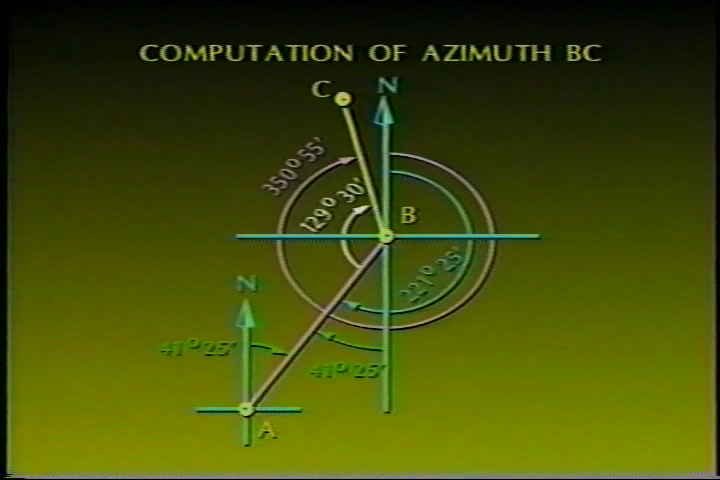 COMPUTATION OF AZIMUTH BC
C
N
350° 55'
129° 30'
B
221° 25'
N
41° 25'
41° 25'
A